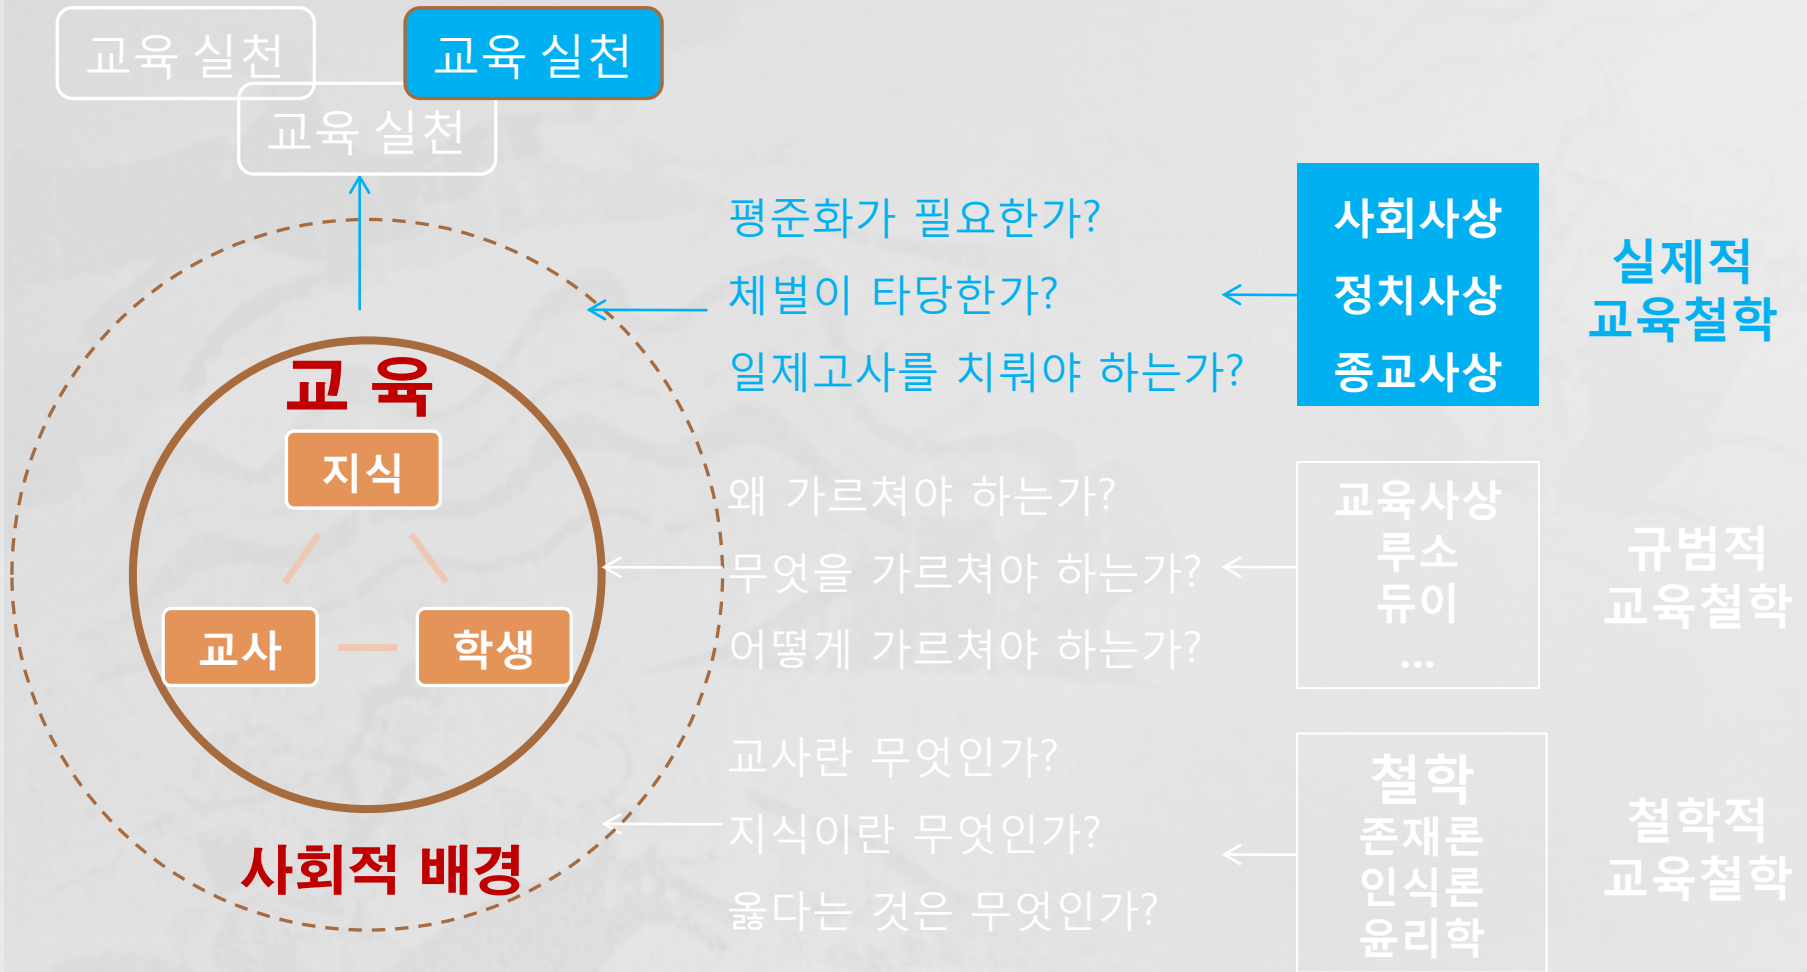 교육 실천
교육 실천
교육 실천
교 육
지식
교사
학생
사회적 배경
평준화가 필요한가?
체벌이 타당한가?
일제고사를 치뤄야 하는가?
사회사상
정치사상
종교사상
실제적
교육철학
왜 가르쳐야 하는가?
무엇을 가르쳐야 하는가?
어떻게 가르쳐야 하는가?
교육사상
루소
듀이
...
규범적
교육철학
교사란 무엇인가?
지식이란 무엇인가?
옳다는 것은 무엇인가?
철학
존재론
인식론
윤리학
철학적
교육철학